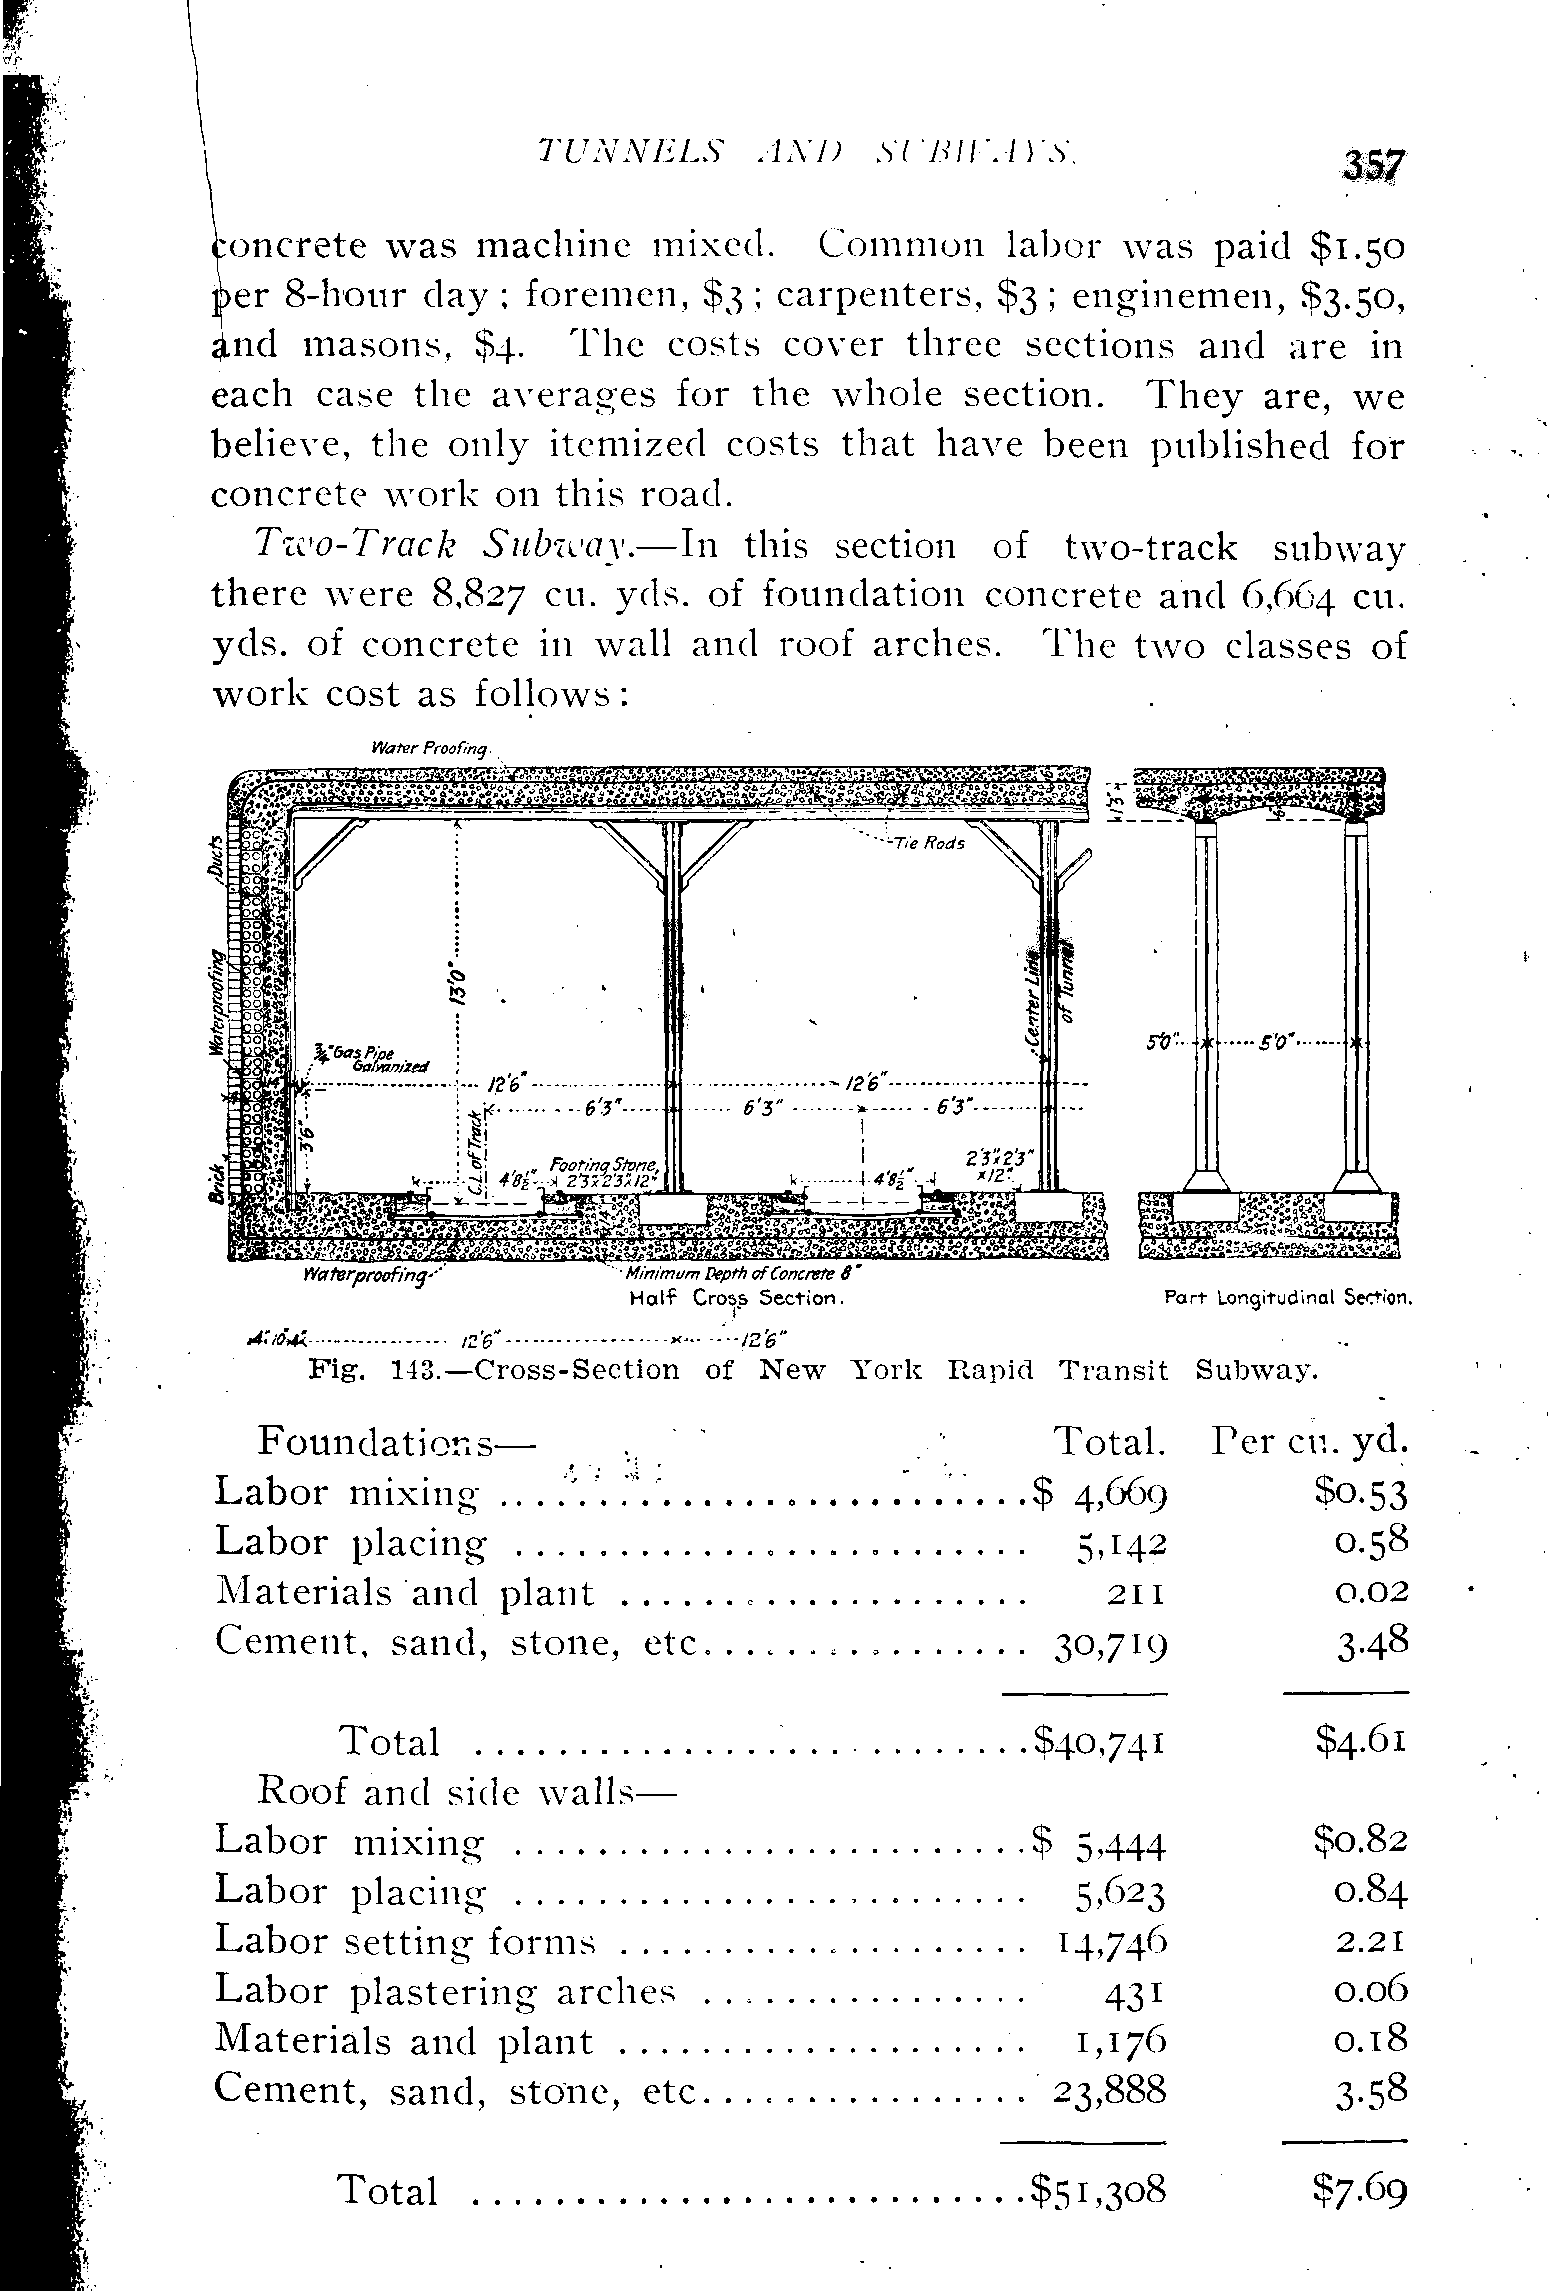 TUNNELS AND SUBWAYS. 357
concrete was machine mixed. Common labor was paid $1.50
per 8-hour day; foremen, $3; carpenters, $3; enginemen, $3.50,
and masons, $4. The costs cover three sections and are in
each case the averages for the whole section. They are, we
believe, the only itemized costs that have been published for
concrete work on this road.
Two-Track Subway.—In this section of two-track subway
there were 8,827 cu. yds. of foundation concrete and 6,664 cu.
yds. of concrete in wall and roof arches. The two classes of
work cost as follows:
Water Proofing.
Tie Rods
Ducts
Waterproofing
Brick
13'0"
3/4" Gas Pipe
Galvanized
3'6"
12'6" 12'6"
6'3" 6'3" 6'3"
C.L. of Track
4'8½" Footing Stone,
2'3"x2'3"x12"
4'8½"
2'3"x2'3"
x12"
Center Line
of Tunnel
5'0" 5'0"
Waterproofing
Minimum Depth of Concrete 8"
Half Cross Section.
Part Longitudinal Section.
4" 10" 4" 12'6" 12'6"
Fig. 143.—Cross-Section of New York Rapid Transit Subway.
Foundations— Total. Per cu. yd.
Labor mixing ..........................$ 4,669 $0.53
Labor placing ......................... 5,142 0.58
Materials and plant .................... 211 0.02
Cement, sand, stone, etc................ 30,719 3.48
Total ...........................$40,741 $4.61
Roof and side walls—
Labor mixing .........................$ 5,444 $0.82
Labor placing ......................... 5,623 0.84
Labor setting forms .................... 14,746 2.21
Labor plastering arches ................ 431 0.06
Materials and plant .................... 1,176 0.18
Cement, sand, stone, etc................ 23,888 3.58
Total ...........................$51,308 $7.69